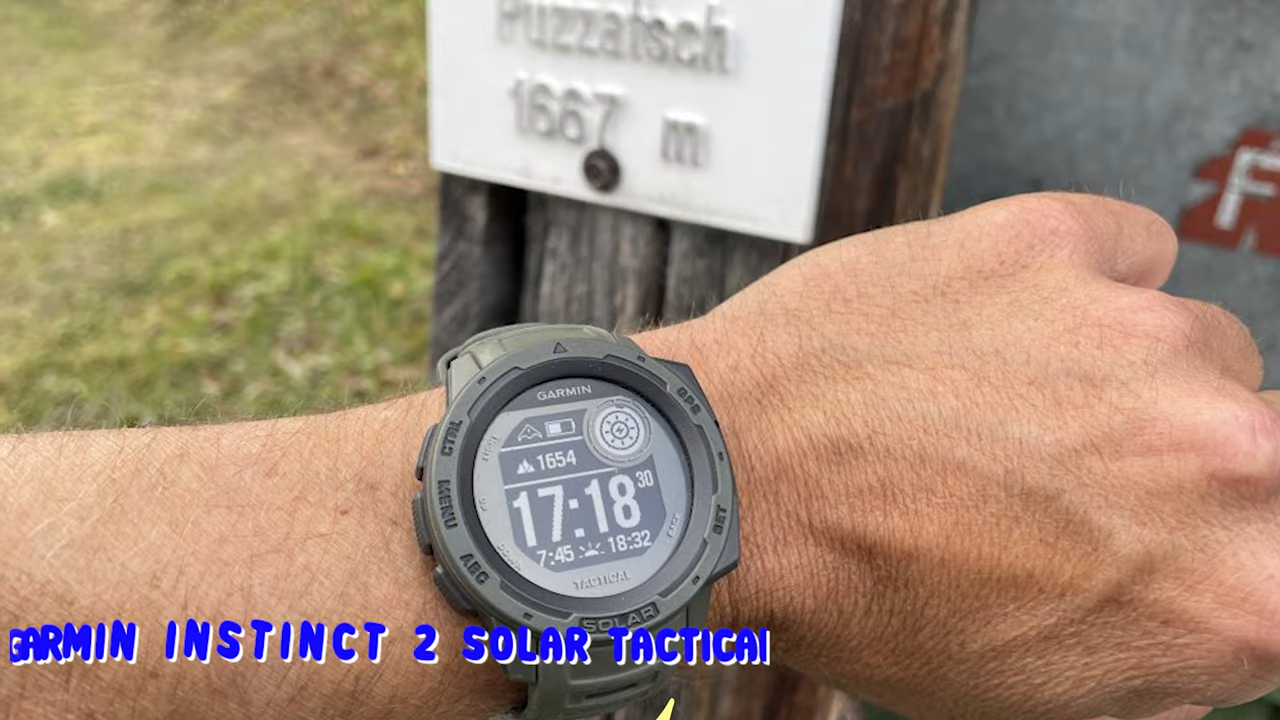 Puzzatsch
1667 m
F
GARMIN
1654
17:18 30
7:45 18:32
TACTICAL
SOLAR
CTRL
MENU
ABC
GPS
SET
GARMIN INSTINCT 2 SOLAR TACTICAL